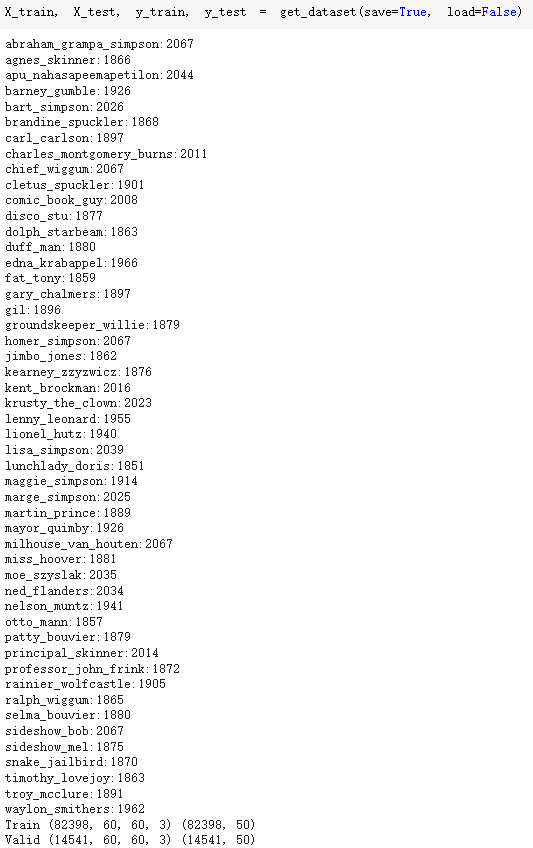 X_train, X_test, y_train, y_test = get_dataset(save=True, load=False)
abraham_grampa_simpson:2067
agnes_skinner:1866
apu_nahasapeemapetilon:2044
barney_gumble:1926
bart_simpson:2026
brandine_spuckler:1868
carl_carlson:1897
charles_montgomery_burns:2011
chief_wiggum:2067
cletus_spuckler:1901
comic_book_guy:2008
disco_stu:1877
dolph_starbeam:1863
duff_man:1880
edna_krabappel:1966
fat_tony:1859
gary_chalmers:1897
gil:1896
groundskeeper_willie:1879
homer_simpson:2067
jimbo_jones:1862
kearney_zzyzwicz:1876
kent_brockman:2016
krusty_the_clown:2023
lenny_leonard:1955
lionel_hutz:1940
lisa_simpson:2039
lunchlady_doris:1851
maggie_simpson:1914
marge_simpson:2025
martin_prince:1889
mayor_quimby:1926
milhouse_van_houten:2067
miss_hoover:1881
moe_szyslak:2035
ned_flanders:2034
nelson_muntz:1941
otto_mann:1857
patty_bouvier:1879
principal_skinner:2014
professor_john_frink:1872
rainier_wolfcastle:1905
ralph_wiggum:1865
selma_bouvier:1880
sideshow_bob:2067
sideshow_mel:1875
snake_jailbird:1870
timothy_lovejoy:1863
troy_mcclure:1891
waylon_smithers:1962
Train (82398, 60, 60, 3) (82398, 50)
Valid (14541, 60, 60, 3) (14541, 50)